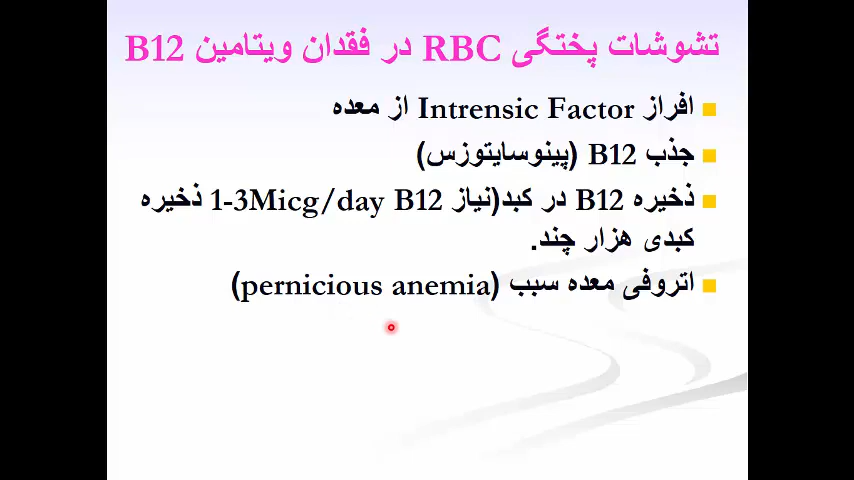 تشوشات پختگی RBC در فقدان ویتامین B12
افراز Intrensic Factor از معده
جذب B12 (پینوسایتوزس)
ذخیره B12 در کبد(نیاز 1-3Micg/day B12 ذخیره
کبدی هزار چند.
اتروفی معده سبب (pernicious anemia)